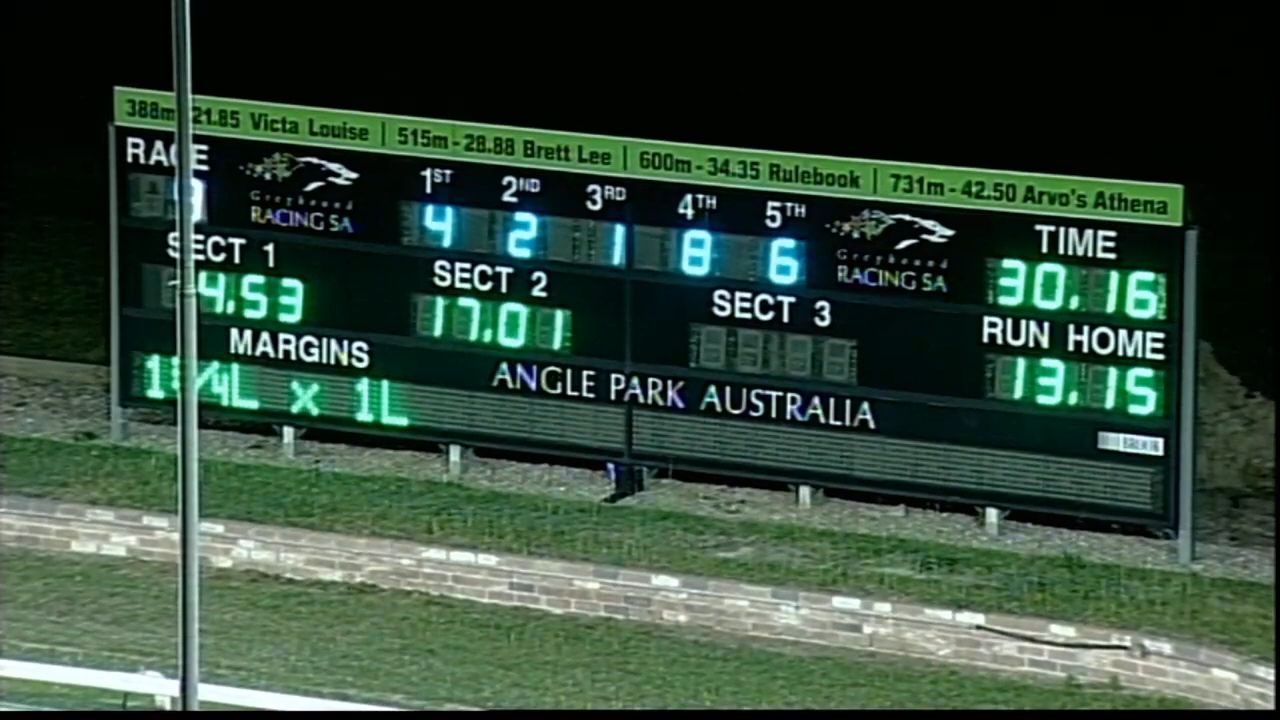 388m-21.85 Victa Louise | 515m-28.88 Brett Lee | 600m-34.35 Rulebook | 731m-42.50 Arvo's Athena
RACE
Greyhound
RACING SA
1ST 2ND 3RD 4TH 5TH
4 2 1 8 6
Greyhound
RACING SA
TIME
30.16
SECT 1
4.53
SECT 2
17.01
SECT 3
RUN HOME
13.15
MARGINS
ANGLE PARK AUSTRALIA
x 1L